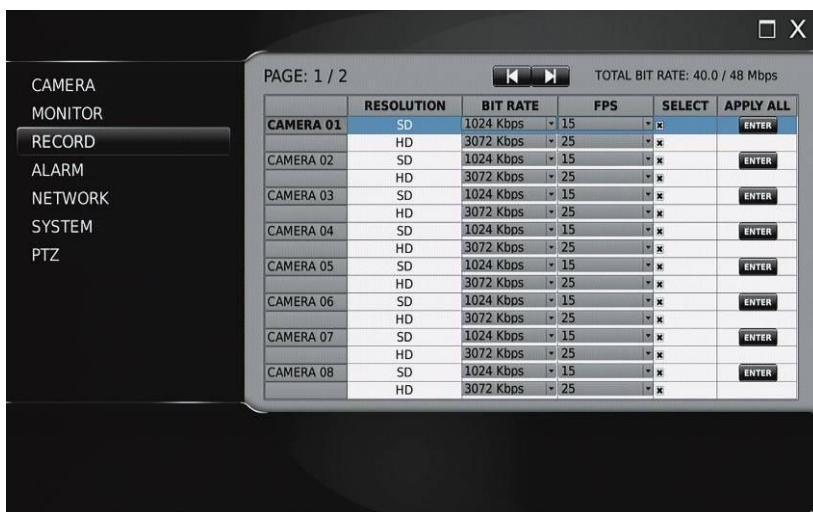 X
CAMERA
MONITOR
RECORD
ALARM
NETWORK
SYSTEM
PTZ
PAGE: 1 / 2
TOTAL BIT RATE: 40.0 / 48 Mbps
RESOLUTION BIT RATE FPS SELECT APPLY ALL
CAMERA 01 SD 1024 Kbps 15 ENTER
HD 3072 Kbps 25
CAMERA 02 SD 1024 Kbps 15 ENTER
HD 3072 Kbps 25
CAMERA 03 SD 1024 Kbps 15 ENTER
HD 3072 Kbps 25
CAMERA 04 SD 1024 Kbps 15 ENTER
HD 3072 Kbps 25
CAMERA 05 SD 1024 Kbps 15 ENTER
HD 3072 Kbps 25
CAMERA 06 SD 1024 Kbps 15 ENTER
HD 3072 Kbps 25
CAMERA 07 SD 1024 Kbps 15 ENTER
HD 3072 Kbps 25
CAMERA 08 SD 1024 Kbps 15 ENTER
HD 3072 Kbps 25